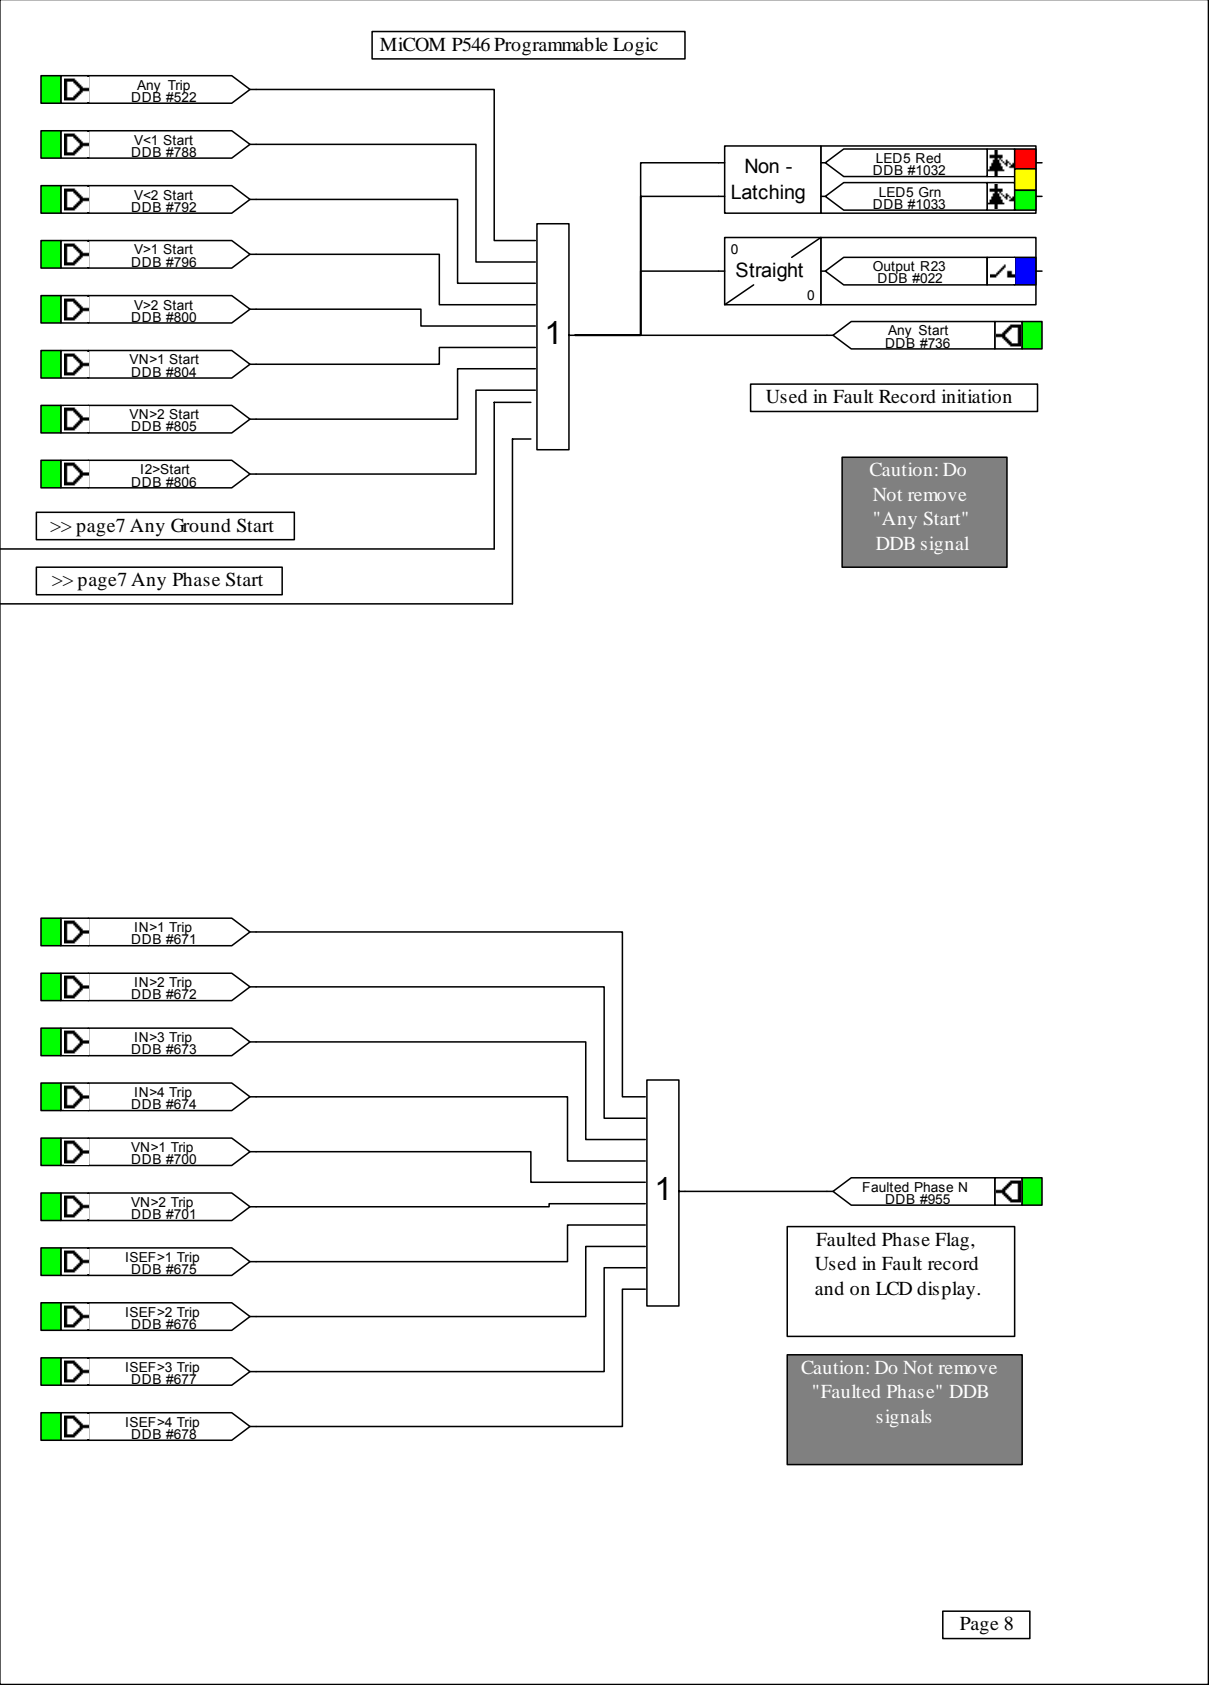 MiCOM P546 Programmable Logic
Any Trip
DDB #522
V<1 Start
DDB #788
V<2 Start
DDB #792
V>1 Start
DDB #796
V>2 Start
DDB #800
VN>1 Start
DDB #804
VN>2 Start
DDB #805
I2>Start
DDB #806
>> page7 Any Ground Start
>> page7 Any Phase Start
1
Non -
Latching
LED5 Red
DDB #1032
LED5 Grn
DDB #1033
0
Straight
0
Output R23
DDB #022
Any Start
DDB #736
Used in Fault Record initiation
Caution: Do
Not remove
"Any Start"
DDB signal
IN>1 Trip
DDB #671
IN>2 Trip
DDB #672
IN>3 Trip
DDB #673
IN>4 Trip
DDB #674
VN>1 Trip
DDB #700
VN>2 Trip
DDB #701
ISEF>1 Trip
DDB #675
ISEF>2 Trip
DDB #676
ISEF>3 Trip
DDB #677
ISEF>4 Trip
DDB #678
1
Faulted Phase N
DDB #955
Faulted Phase Flag,
Used in Fault record
and on LCD display.
Caution: Do Not remove
"Faulted Phase" DDB
signals
Page 8